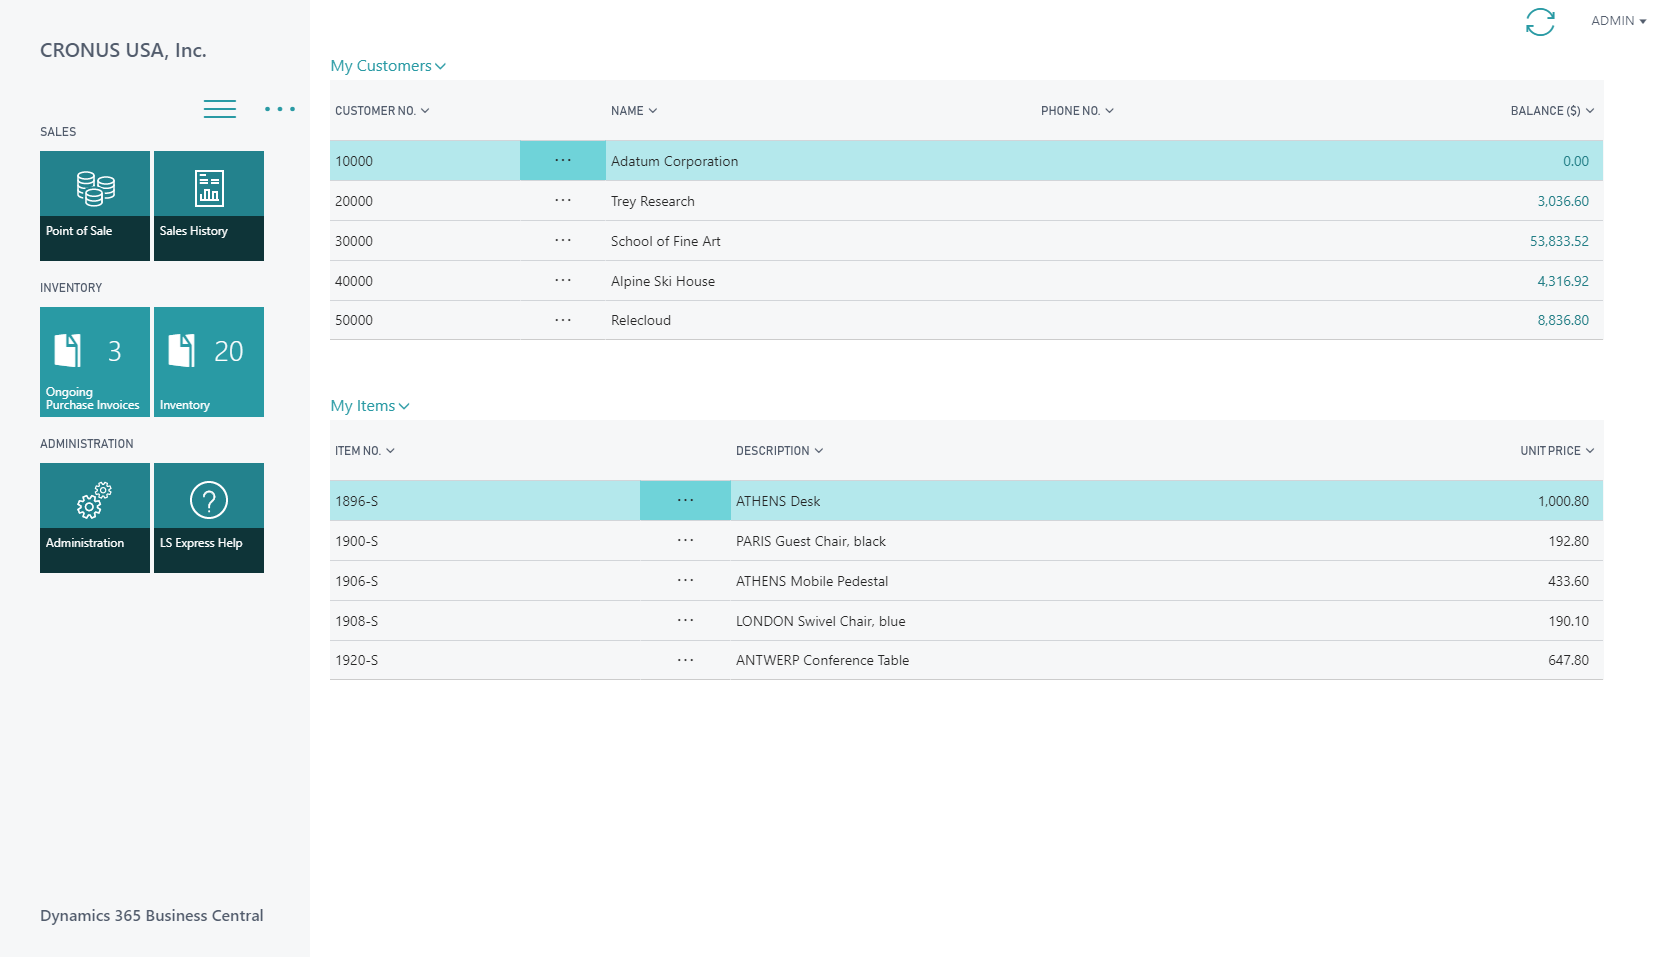 CRONUS USA, Inc.
ADMIN
SALES
Point of Sale
Sales History
INVENTORY
3
Ongoing
Purchase Invoices
20
Inventory
ADMINISTRATION
Administration
LS Express Help
Dynamics 365 Business Central
My Customers
CUSTOMER NO. NAME PHONE NO. BALANCE ($)
10000 ... Adatum Corporation 0.00
20000 ... Trey Research 3,036.60
30000 ... School of Fine Art 53,833.52
40000 ... Alpine Ski House 4,316.92
50000 ... Relecloud 8,836.80
My Items
ITEM NO. DESCRIPTION UNIT PRICE
1896-S ... ATHENS Desk 1,000.80
1900-S ... PARIS Guest Chair, black 192.80
1906-S ... ATHENS Mobile Pedestal 433.60
1908-S ... LONDON Swivel Chair, blue 190.10
1920-S ... ANTWERP Conference Table 647.80